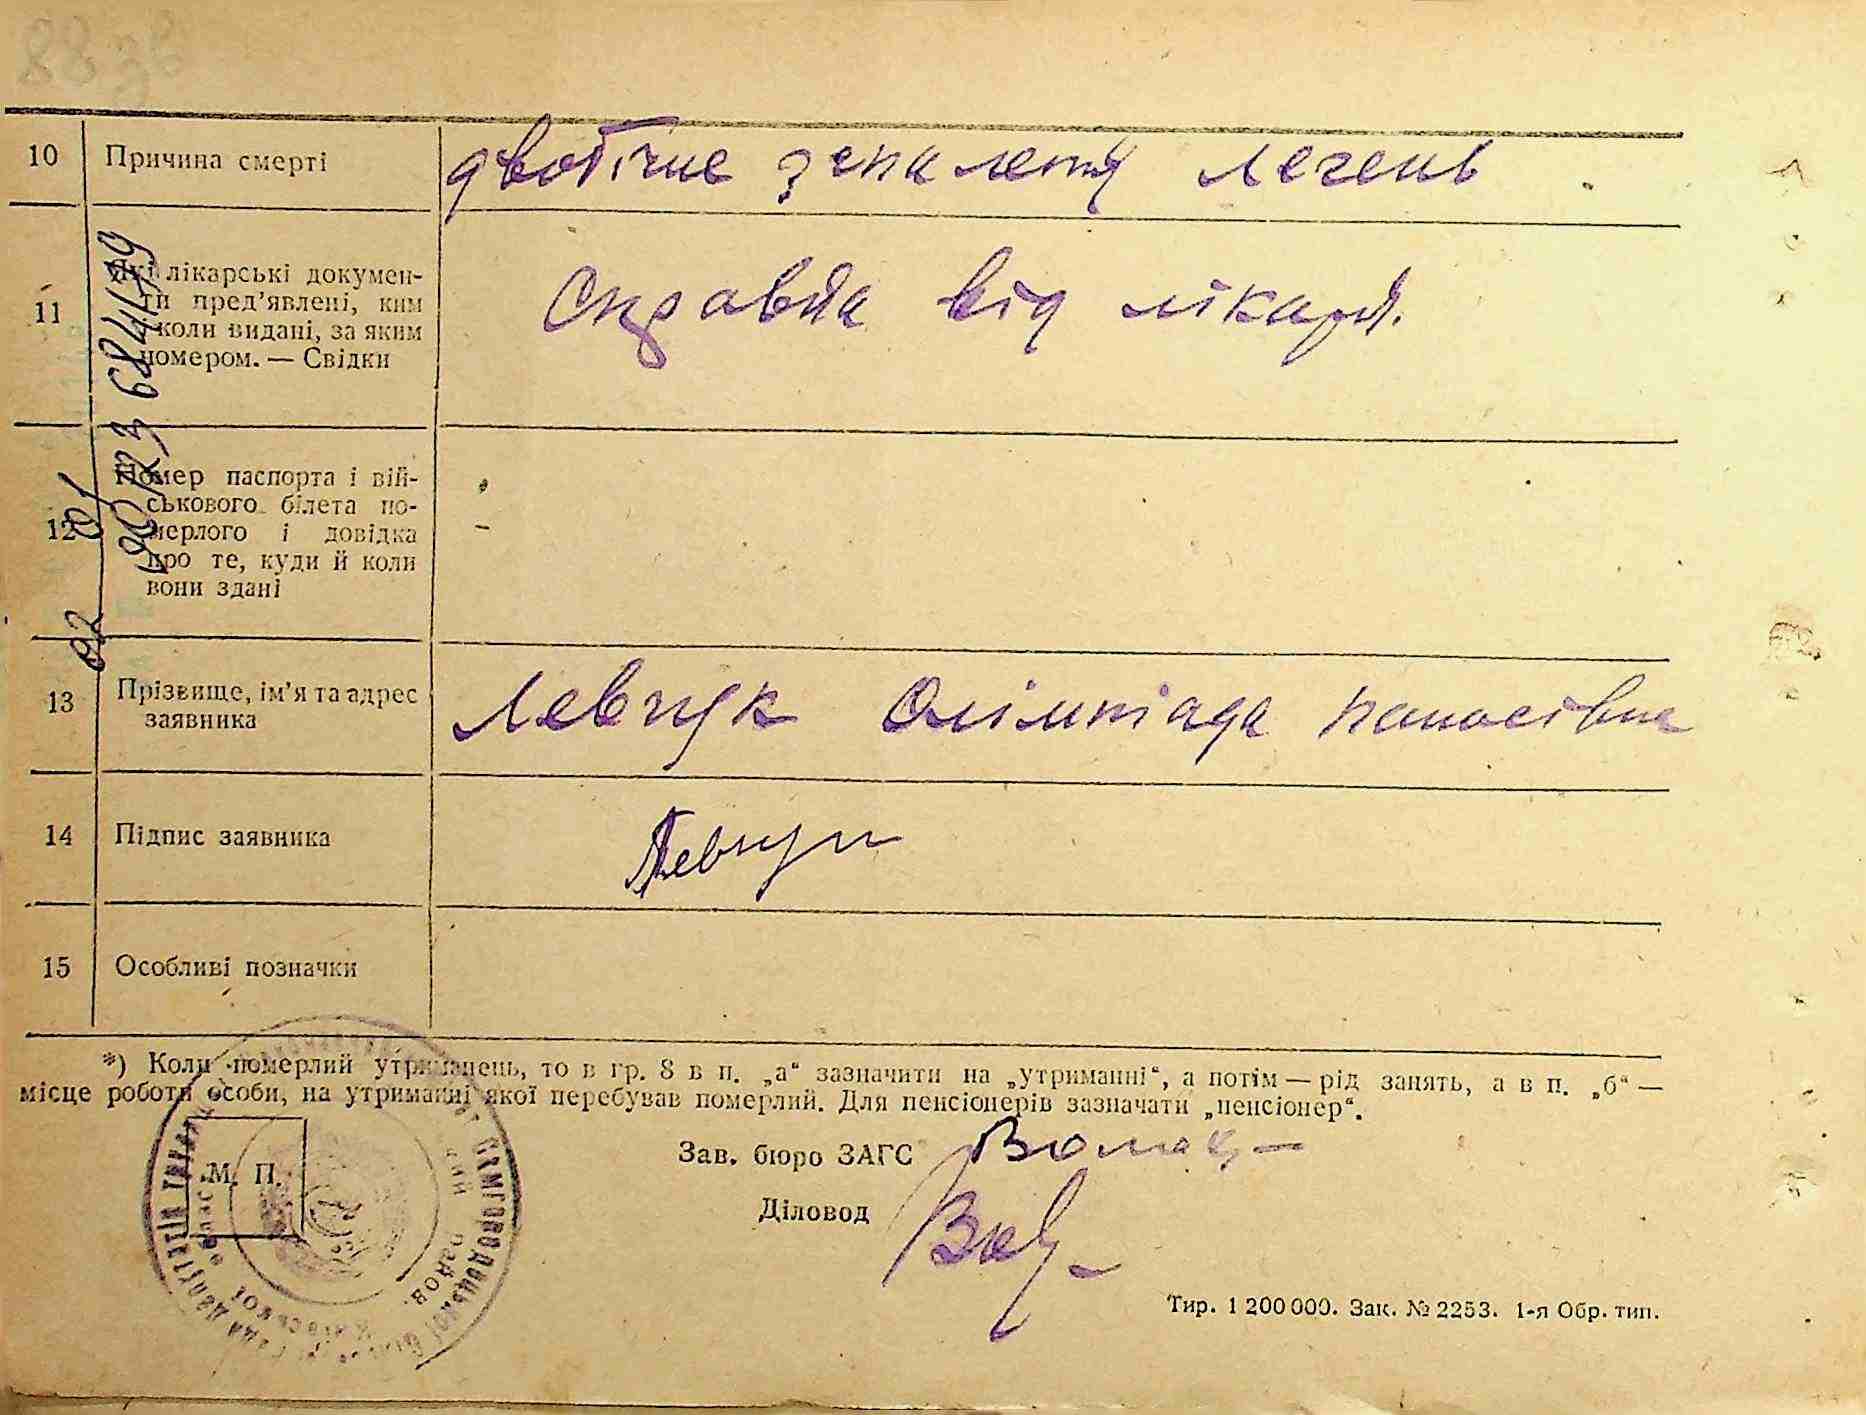 10 Причина смерті двобічне запалення легень
11 Які лікарські докумен-
ти пред’явлені, ким
і коли видані, за яким
номером. — Свідки
Справка від лікаря.
12 Номер паспорта і вій-
ськового білета по-
мерлого і довідка
про те, куди й коли
вони здані
13 Прізвище, ім’я та адрес
заявника
Левчук Олімпіада
14 Підпис заявника Левчук
15 Особливі позначки
*) Коли померлий утриманець, то в гр. 8 в п. „а“ зазначити на „утриманні“, а потім — рід занять, а в п. „б“ —
місце роботи особи, на утриманні якої перебував померлий. Для пенсіонерів зазначати „пенсіонер“.
Зав. бюро ЗАГС
М. П.
Діловод
Тир. 1 200 000. Зак. № 2253. 1-я Обр. тип.